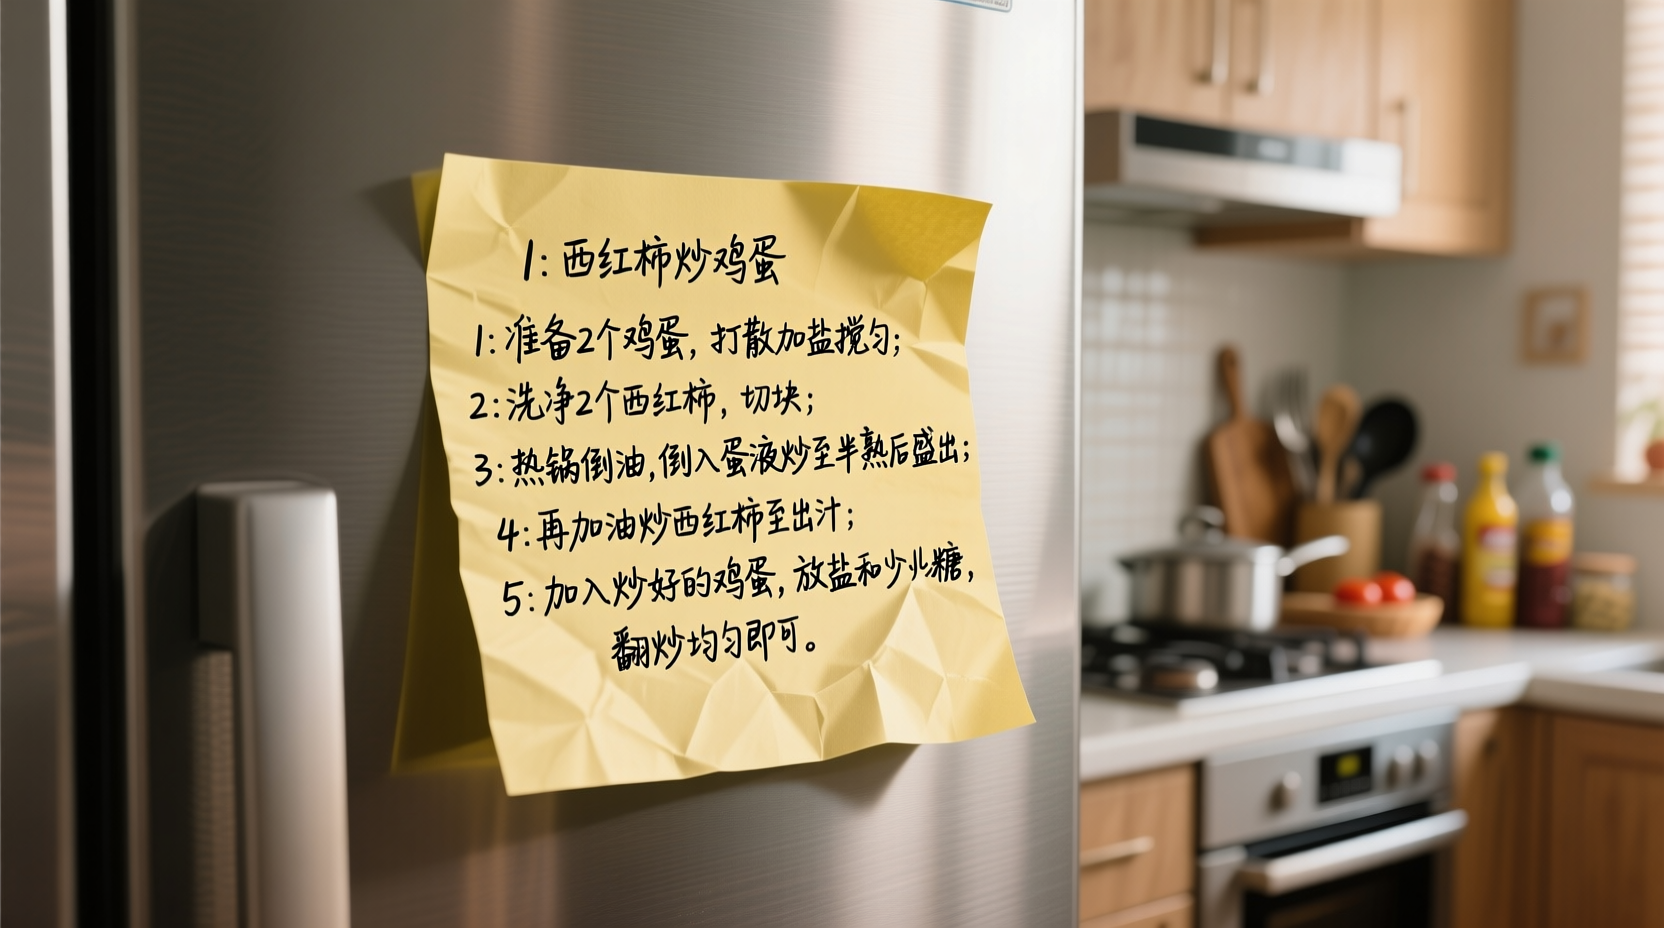 1: 西红柿炒鸡蛋
1: 准备2个鸡蛋, 打散加盐搅匀;
2: 洗净2个西红柿, 切块;
3: 热锅倒油, 倒入蛋液炒至半熟后盛出;
4: 再加油炒西红柿至出汁;
5: 加入炒好的鸡蛋, 放盐和少糖,
翻炒均匀即可。